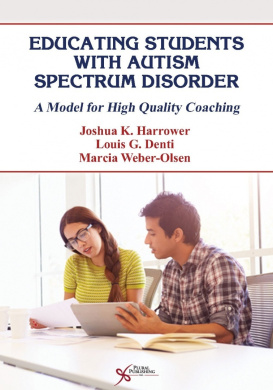 EDUCATING STUDENTS
WITH AUTISM
SPECTRUM DISORDER
A Model for High Quality Coaching
Joshua K. Harrower
Louis G. Denti
Marcia Weber-Olsen
PLURAL
PUBLISHING